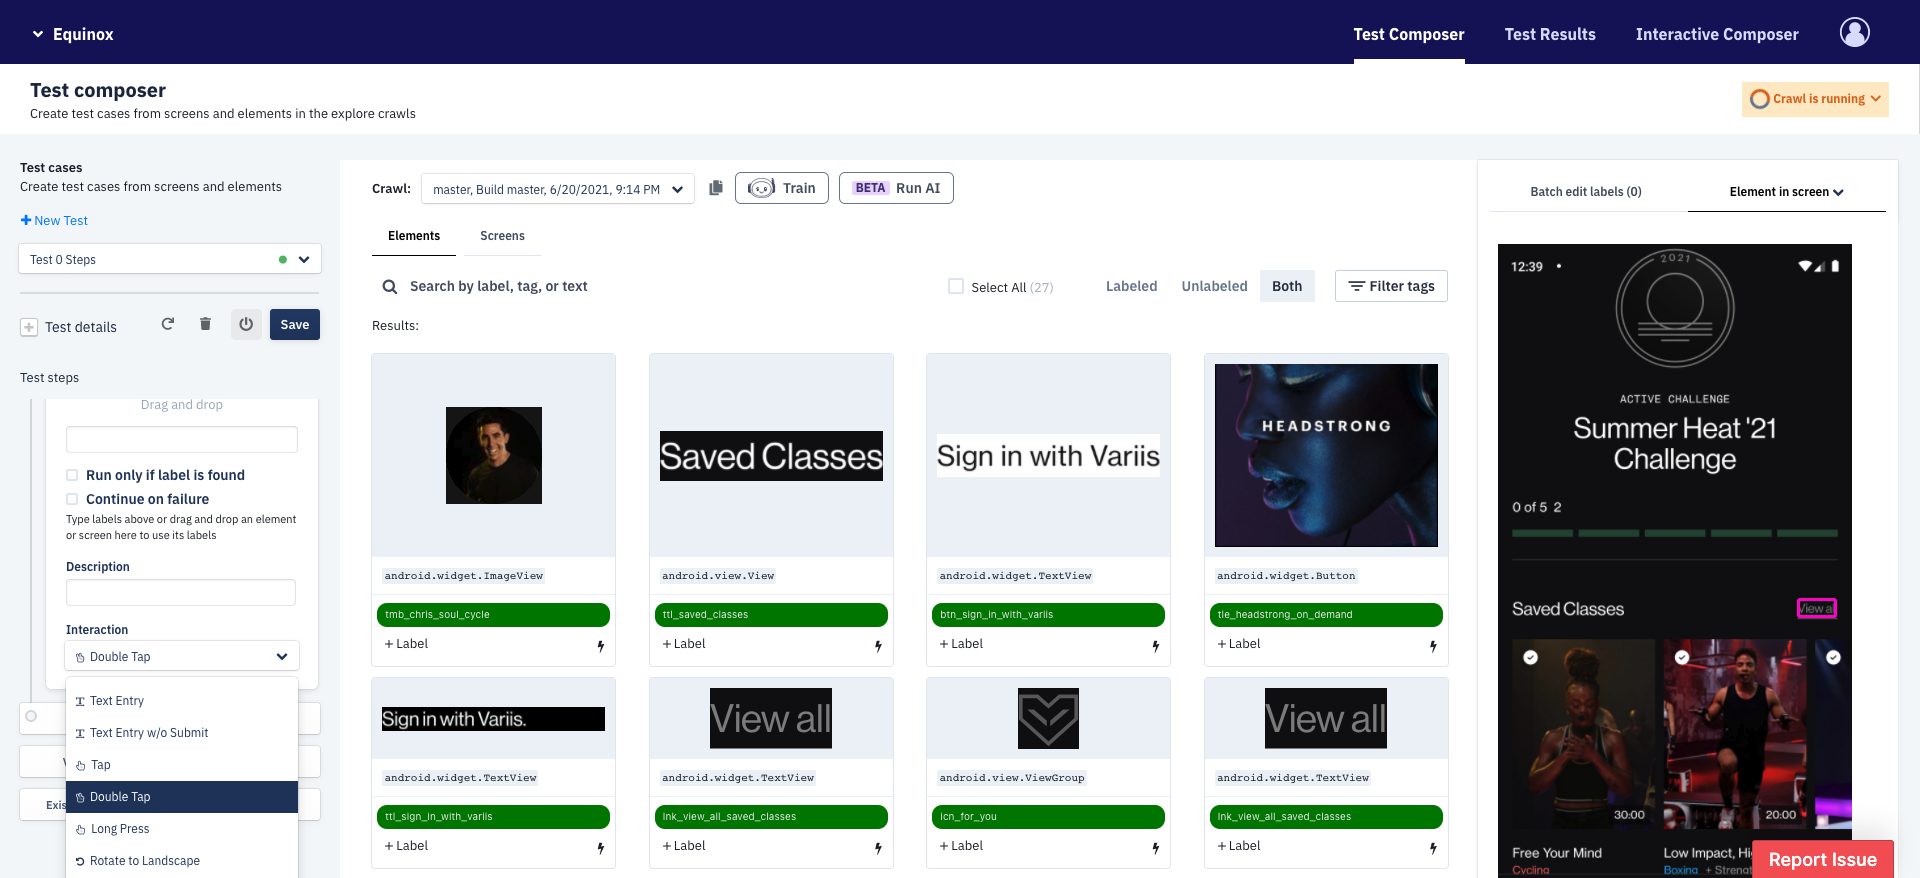 Equinox
Test Composer
Test Results
Interactive Composer
Test composer
Create test cases from screens and elements in the explore crawls
Crawl is running
Test cases
Create test cases from screens and elements
+ New Test
Test 0 Steps
Test details
Save
Test steps
Drag and drop
Run only if label is found
Continue on failure
Type labels above or drag and drop an element
or screen here to use its labels
Description
Interaction
Double Tap
Text Entry
Text Entry w/o Submit
Tap
Double Tap
Long Press
Rotate to Landscape
Exis
Crawl:
master, Build master, 6/20/2021, 9:14 PM
Train
BETA Run AI
Elements
Screens
Search by label, tag, or text
Select All (27)
Labeled
Unlabeled
Both
Filter tags
Results:
Saved Classes
Sign in with Variis
HEADSTRONG
android.widget.ImageView
android.view.View
android.widget.TextView
android.widget.Button
tmb_chris_soul_cycle
ttl_saved_classes
btn_sign_in_with_variis
tle_headstrong_on_demand
+ Label
+ Label
+ Label
+ Label
Sign in with Variis.
View all
View all
android.widget.TextView
android.widget.TextView
android.view.ViewGroup
android.widget.TextView
ttl_sign_in_with_variis
lnk_view_all_saved_classes
icn_for_you
lnk_view_all_saved_classes
+ Label
+ Label
+ Label
+ Label
Batch edit labels (0)
Element in screen
12:39
2021
ACTIVE CHALLENGE
Summer Heat '21
Challenge
0 of 5 2
Saved Classes
View all
30:00
20:00
Free Your Mind
Cycling
Low Impact, Hi
Boxing + Strengt
Report Issue